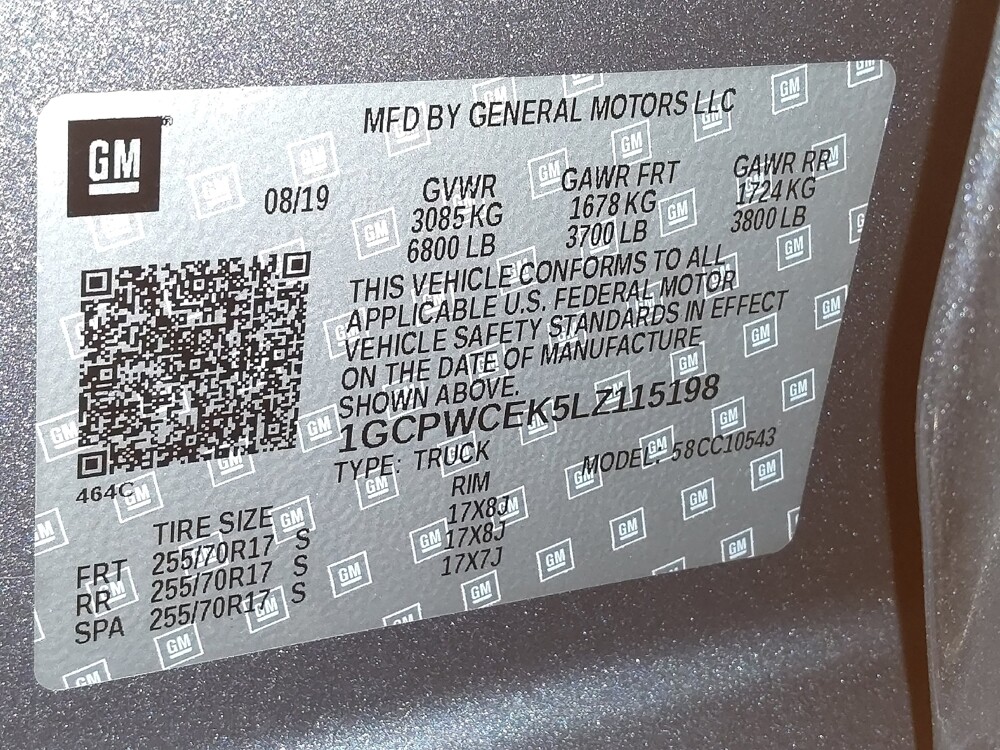 GM
MFD BY GENERAL MOTORS LLC
08/19
GVWR GAWR FRT GAWR RR
3085 KG 1678 KG 1724 KG
6800 LB 3700 LB 3800 LB
THIS VEHICLE CONFORMS TO ALL
APPLICABLE U.S. FEDERAL MOTOR
VEHICLE SAFETY STANDARDS IN EFFECT
ON THE DATE OF MANUFACTURE
SHOWN ABOVE.
1GCPWCEK5LZ115198
TYPE: TRUCK MODEL: 58CC10543
464C
TIRE SIZE RIM
FRT 255/70R17 S 17X8J
RR 255/70R17 S 17X8J
SPA 255/70R17 S 17X7J